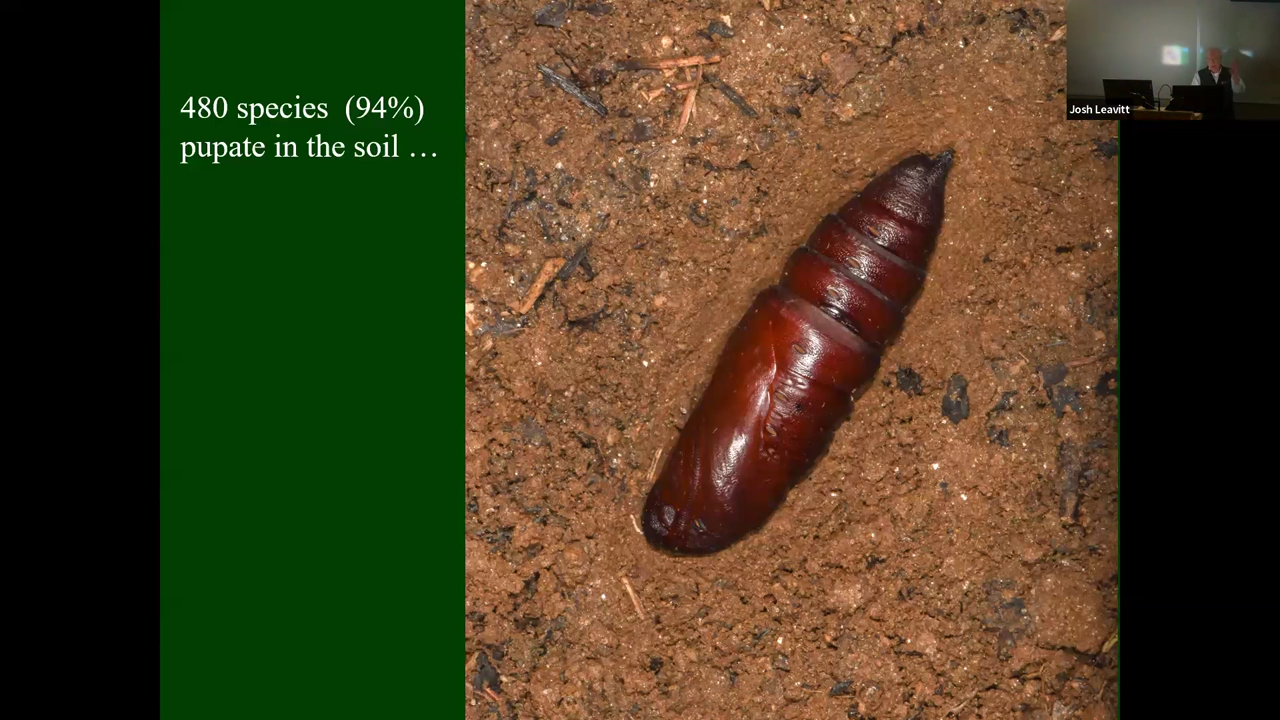 480 species (94%)
pupate in the soil …
Josh Leavitt